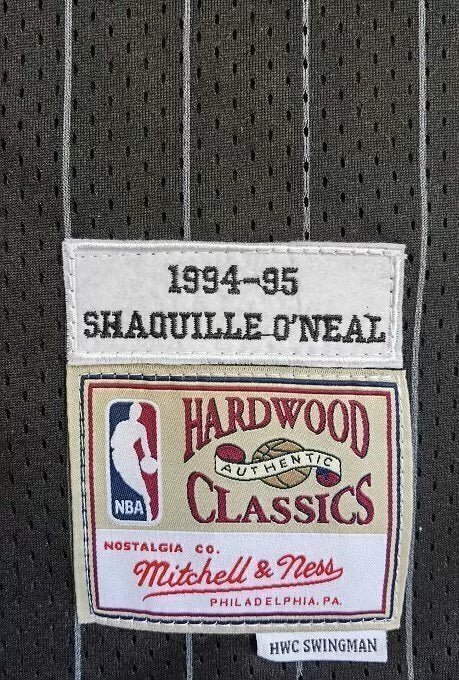 1994-95
SHAQUILLE O'NEAL
HARDWOOD
AUTHENTIC
CLASSICS
NBA
NOSTALGIA CO.
Mitchell & Ness
PHILADELPHIA, PA.
HWC SWINGMAN